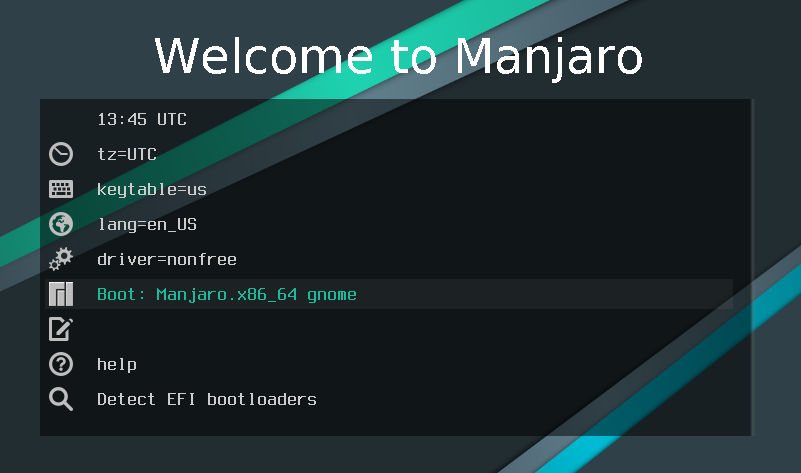 Welcome to Manjaro
13:45 UTC
tz=UTC
keytable=us
lang=en_US
driver=nonfree
Boot: Manjaro.x86_64 gnome
help
Detect EFI bootloaders